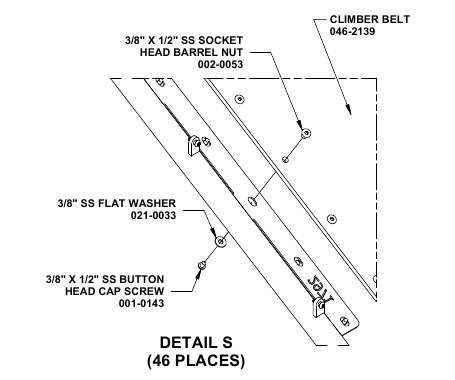 CLIMBER BELT
046-2139
3/8" X 1/2" SS SOCKET
HEAD BARREL NUT
002-0053
3/8" SS FLAT WASHER
021-0033
3/8" X 1/2" SS BUTTON
HEAD CAP SCREW
001-0143
DETAIL S
(46 PLACES)